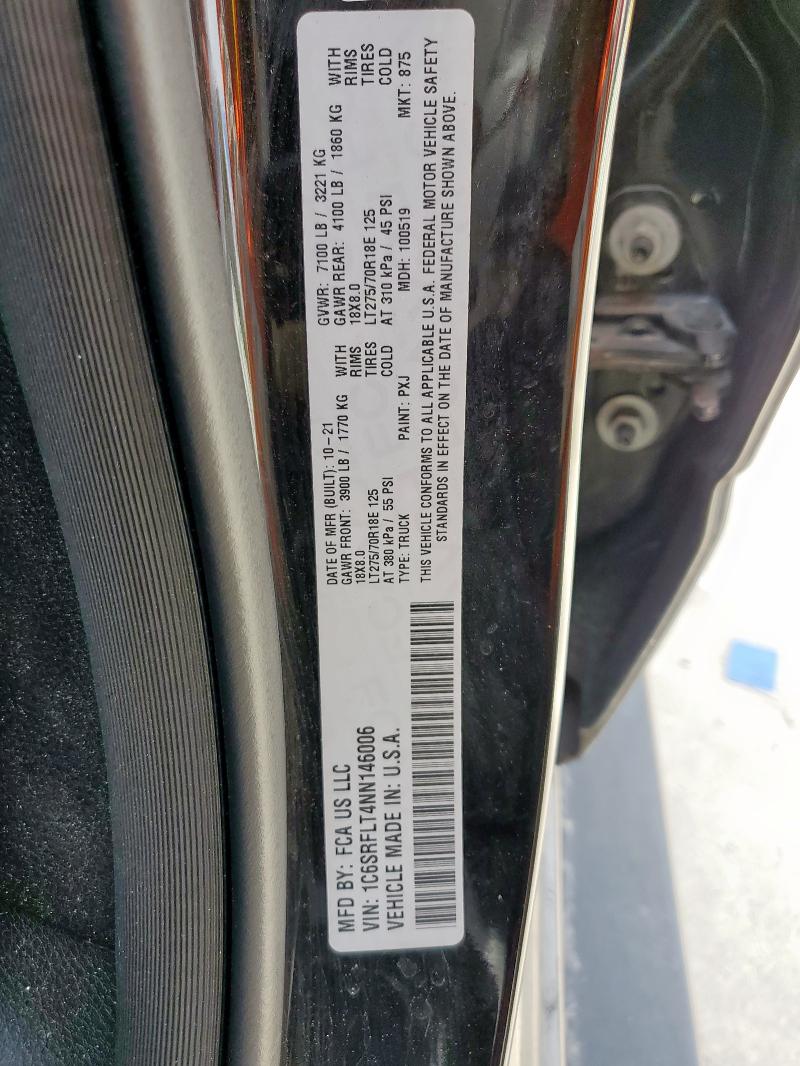 MFD BY: FCA US LLC
VIN: 1C6SRFLT4NN146006
VEHICLE MADE IN: U.S.A.
DATE OF MFR (BUILT): 10-21 GVWR: 7100 LB / 3221 KG
GAWR FRONT: 3900 LB / 1770 KG WITH GAWR REAR: 4100 LB / 1860 KG WITH
18X8.0 RIMS 18X8.0 RIMS
LT275/70R18E 125 TIRES LT275/70R18E 125 TIRES
AT 380 kPa / 55 PSI COLD AT 310 kPa / 45 PSI COLD
TYPE: TRUCK PAINT: PXJ MDH: 100519 MKT: 875
THIS VEHICLE CONFORMS TO ALL APPLICABLE U.S.A. FEDERAL MOTOR VEHICLE SAFETY
STANDARDS IN EFFECT ON THE DATE OF MANUFACTURE SHOWN ABOVE.